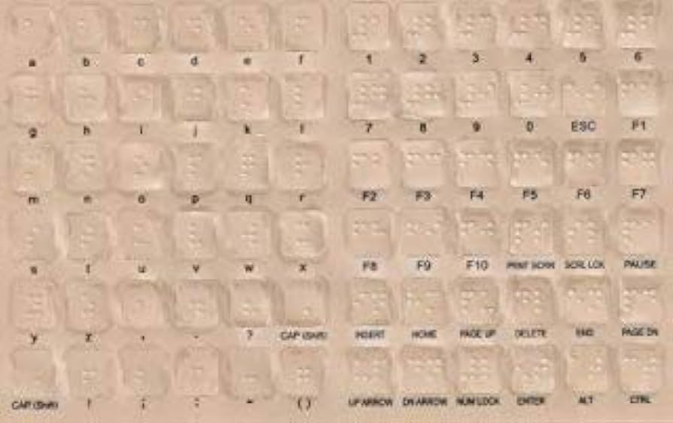 a b c d e f 1 2 3 4 5 6
g h i j k l 7 8 9 0 ESC F1
m n o p q r F2 F3 F4 F5 F6 F7
s t u v w x F8 F9 F10 PRINT SCRN SCRL LCK PAUSE
y z , . ? CAP (Shift) INSERT HOME PAGE UP DELETE END PAGE DN
CAP (Shift) ! ; : ( ) UP ARROW DN ARROW NUM LOCK ENTER ALT CTRL